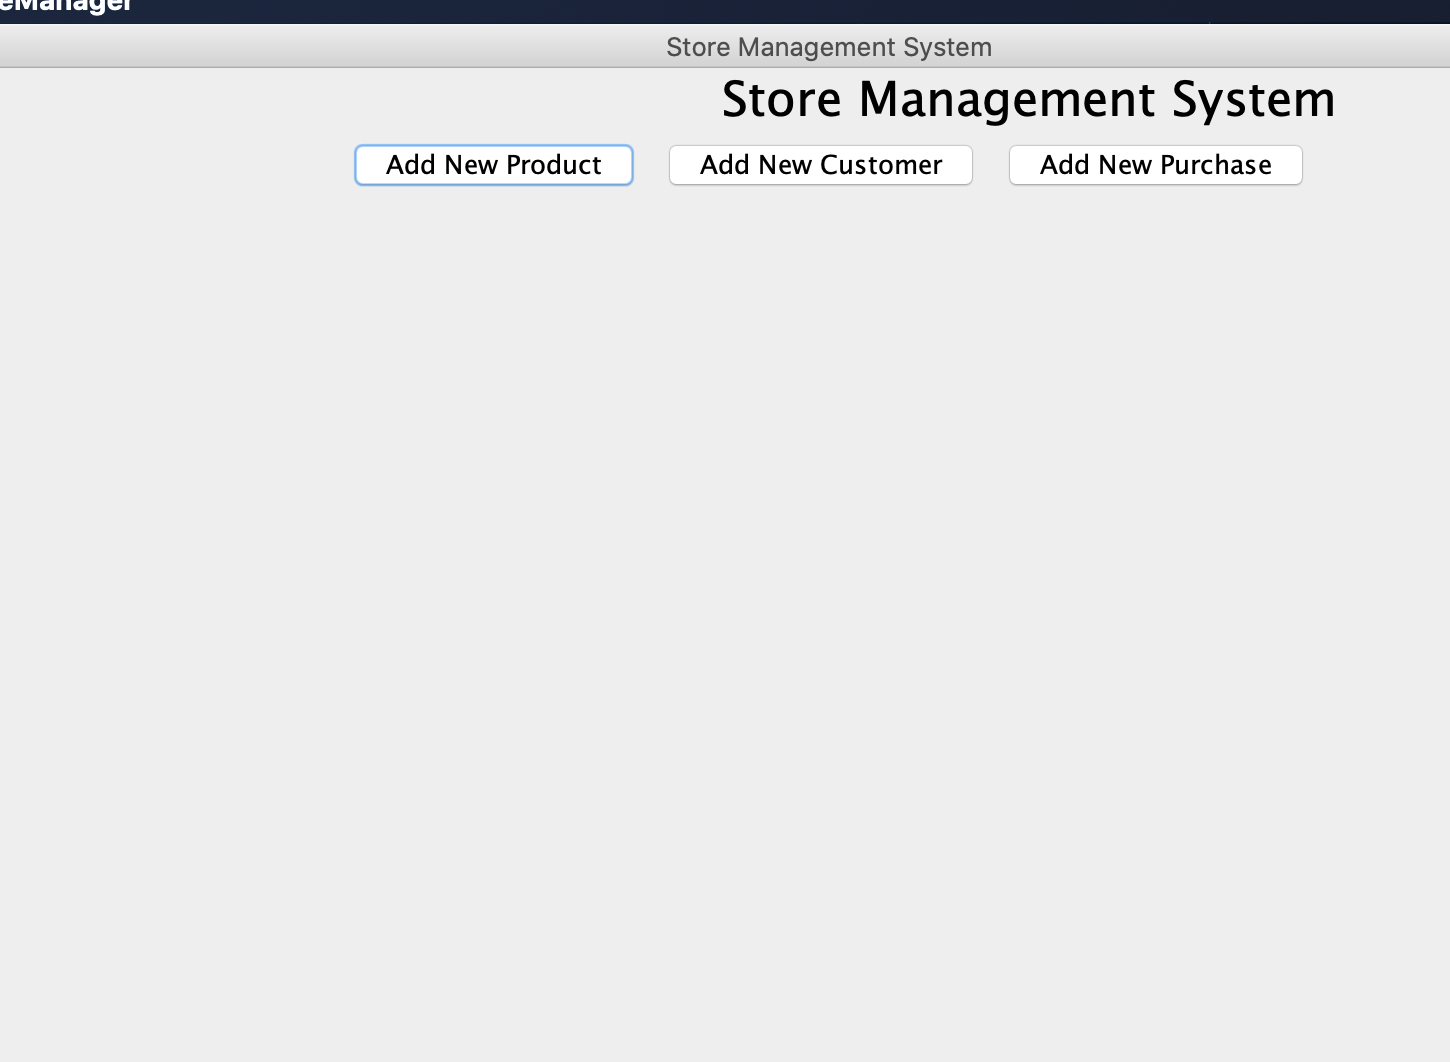 eManager
Store Management System
Store Management System
Add New Product
Add New Customer
Add New Purchase